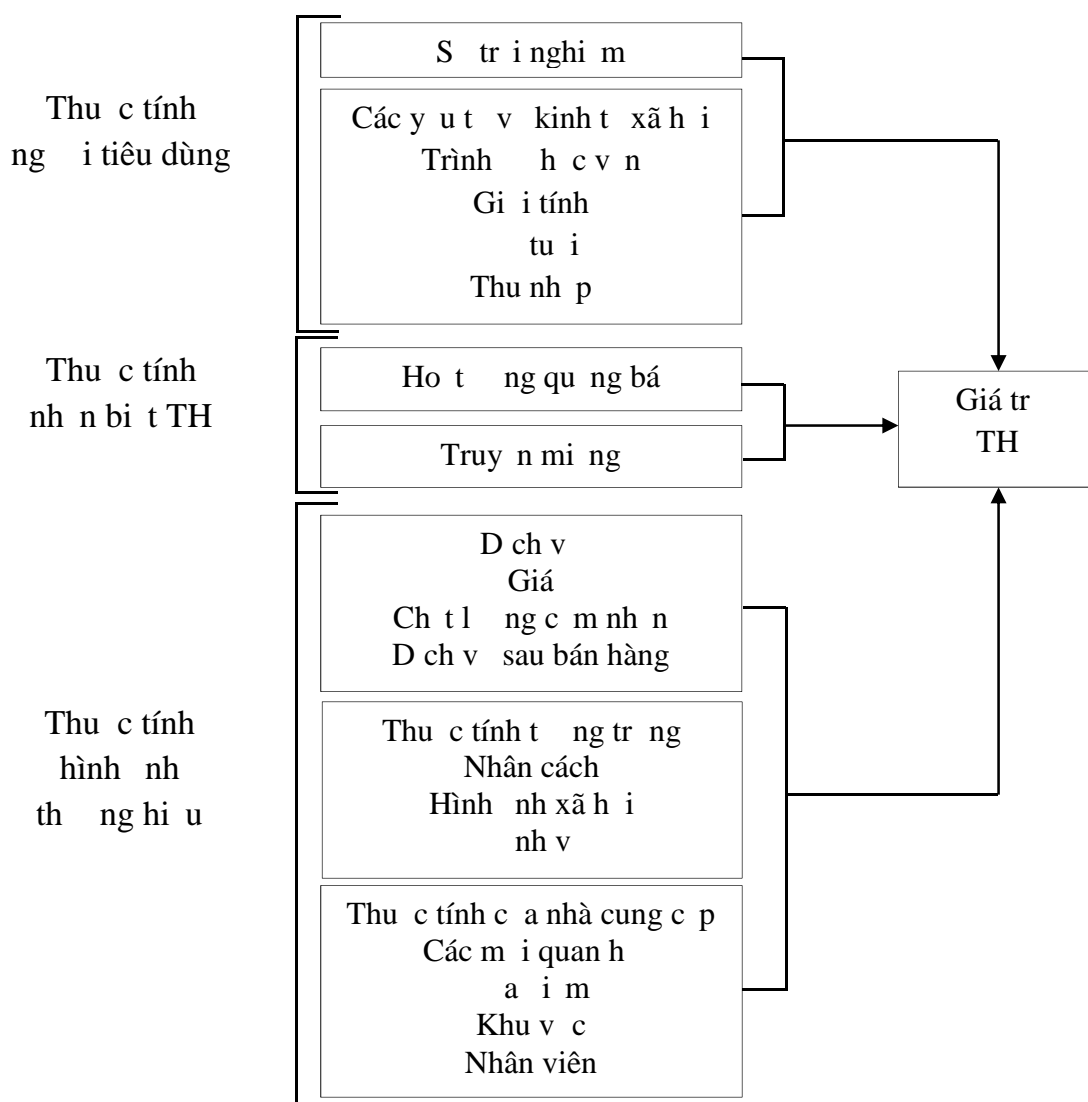 Thu c tính
ng i tiêu dùng
S tr i nghi m
Các y u t v kinh t xã h i
Trình h c v n
Gi i tính
tu i
Thu nh p
Thu c tính
nh n bi t TH
Ho t ng qu ng bá
Truy n mi ng
Giá tr
TH
Thu c tính
hình nh
th ng hi u
D ch v
Giá
Ch t l ng c m nh n
D ch v sau bán hàng
Thu c tính t ng tr ng
Nhân cách
Hình nh xã h i
nh v
Thu c tính c a nhà cung c p
Các m i quan h
a i m
Khu v c
Nhân viên